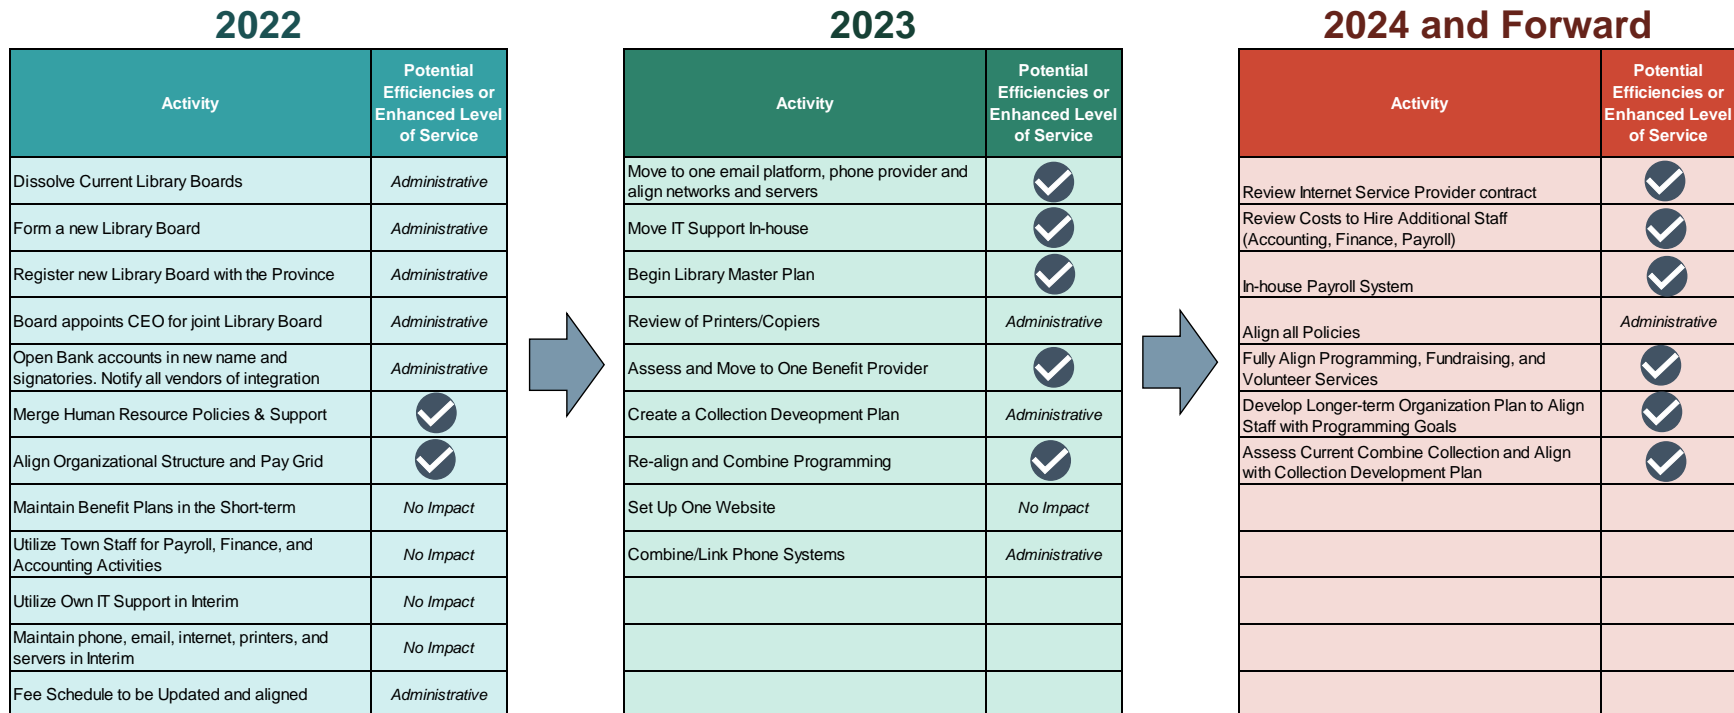 2022
Activity
Potential
Efficiencies or
Enhanced Level
of Service
Dissolve Current Library Boards
Administrative
Form a new Library Board
Administrative
Register new Library Board with the Province
Administrative
Board appoints CEO for joint Library Board
Administrative
Open Bank accounts in new name and
signatories. Notify all vendors of integration
Administrative
Merge Human Resource Policies & Support
Align Organizational Structure and Pay Grid
Maintain Benefit Plans in the Short-term
No Impact
Utilize Town Staff for Payroll, Finance, and
Accounting Activities
No Impact
Utilize Own IT Support in Interim
No Impact
Maintain phone, email, internet, printers, and
servers in Interim
No Impact
Fee Schedule to be Updated and aligned
Administrative
2023
Activity
Potential
Efficiencies or
Enhanced Level
of Service
Move to one email platform, phone provider and
align networks and servers
Move IT Support In-house
Begin Library Master Plan
Review of Printers/Copiers
Administrative
Assess and Move to One Benefit Provider
Create a Collection Deveopment Plan
Administrative
Re-align and Combine Programming
Set Up One Website
No Impact
Combine/Link Phone Systems
Administrative
2024 and Forward
Activity
Potential
Efficiencies or
Enhanced Level
of Service
Review Internet Service Provider contract
Review Costs to Hire Additional Staff
(Accounting, Finance, Payroll)
In-house Payroll System
Align all Policies
Administrative
Fully Align Programming, Fundraising, and
Volunteer Services
Develop Longer-term Organization Plan to Align
Staff with Programming Goals
Assess Current Combine Collection and Align
with Collection Development Plan